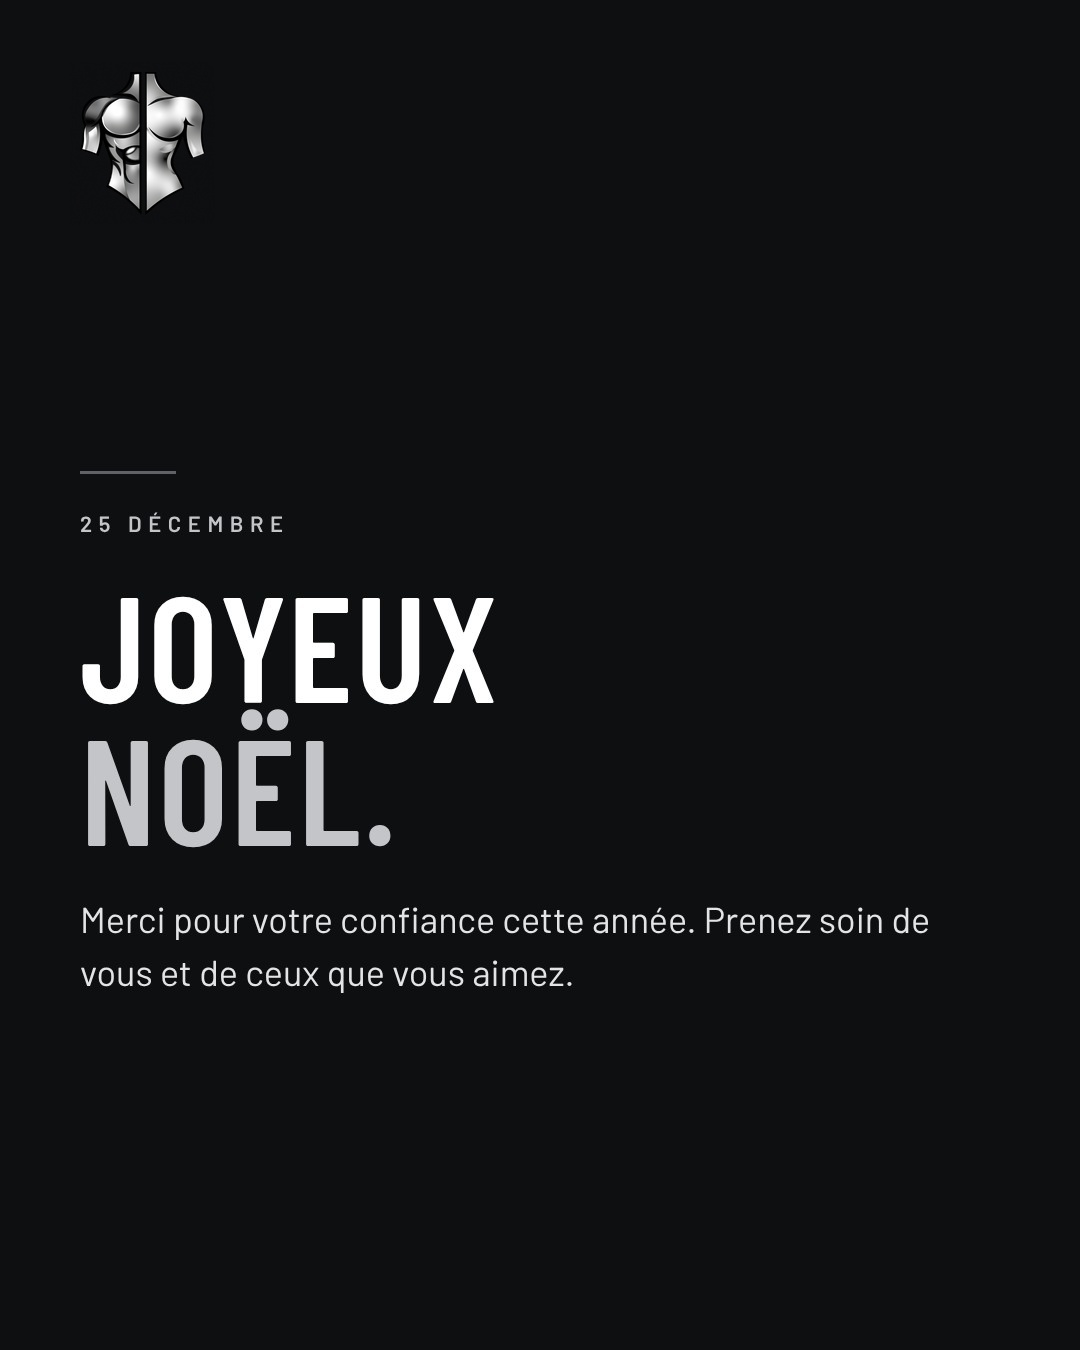 25 DÉCEMBRE
JOYEUX
NOËL.
Merci pour votre confiance cette année. Prenez soin de
vous et de ceux que vous aimez.